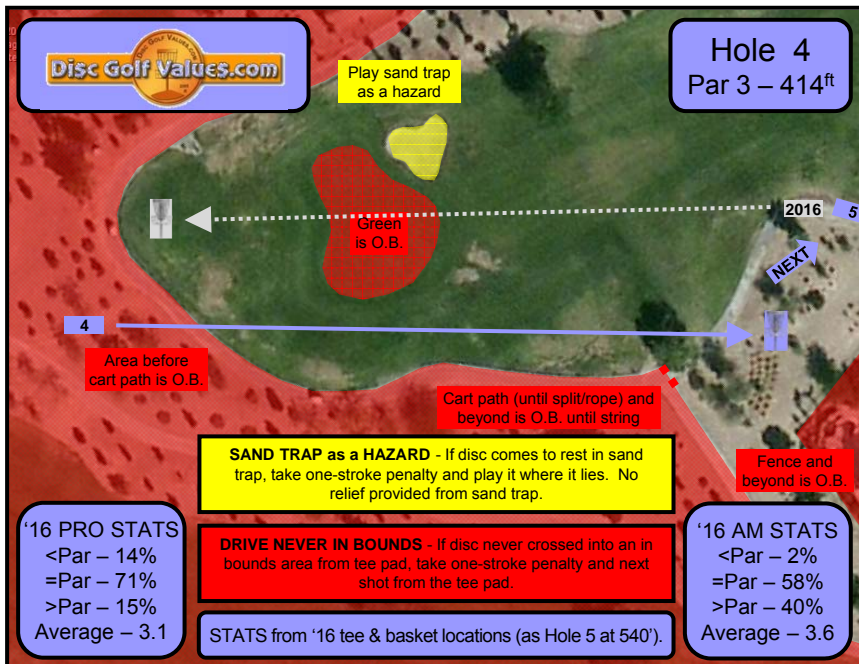 Disc Golf Values.com
DISC GOLF VALUES.COM
Hole 4
Par 3 – 414ft
Play sand trap
as a hazard
Green
is O.B.
2016
5
NEXT
4
Area before
cart path is O.B.
Cart path (until split/rope) and
beyond is O.B. until string
Fence and
beyond is O.B.
SAND TRAP as a HAZARD - If disc comes to rest in sand
trap, take one-stroke penalty and play it where it lies. No
relief provided from sand trap.
DRIVE NEVER IN BOUNDS - If disc never crossed into an in
bounds area from tee pad, take one-stroke penalty and next
shot from the tee pad.
STATS from '16 tee & basket locations (as Hole 5 at 540').
'16 PRO STATS
<Par – 14%
=Par – 71%
>Par – 15%
Average – 3.1
'16 AM STATS
<Par – 2%
=Par – 58%
>Par – 40%
Average – 3.6